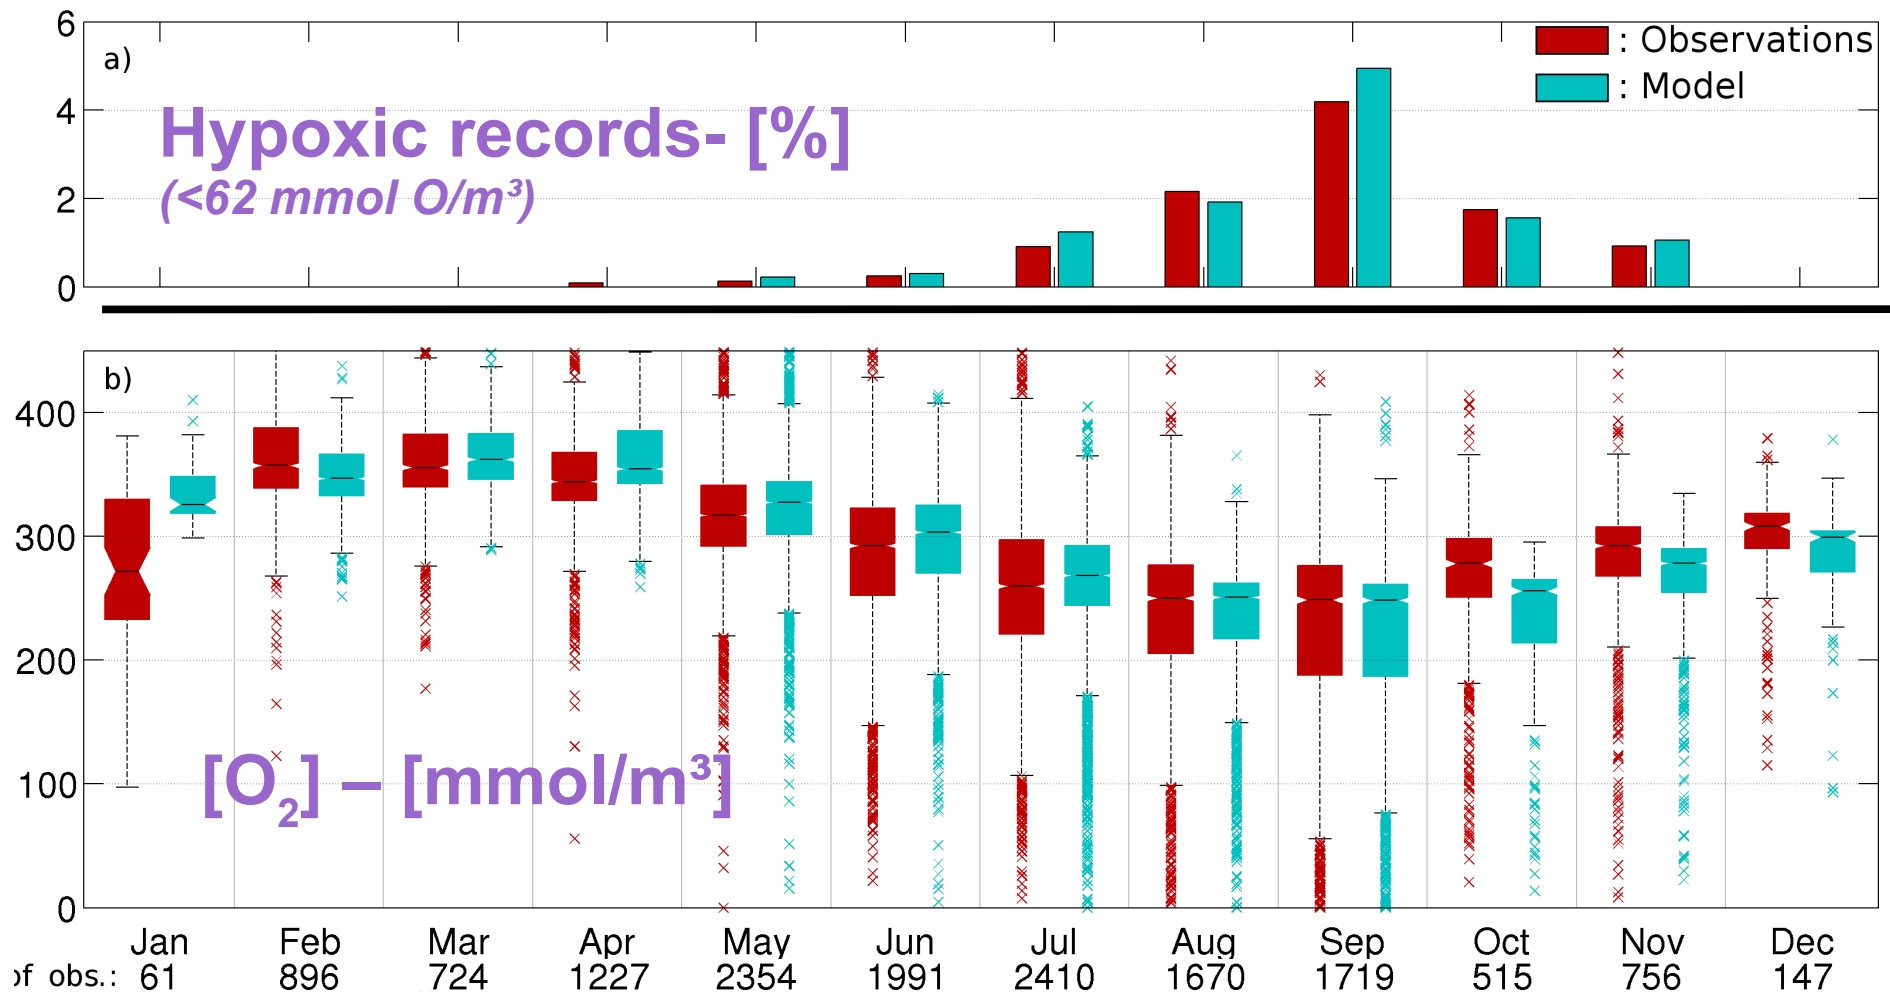 6
a)
: Observations
: Model
4
Hypoxic records- [%]
(<62 mmol O/m³)
2
0
b)
400
300
200
[O₂] – [mmol/m³]
100
0
Jan Feb Mar Apr May Jun Jul Aug Sep Oct Nov Dec
of obs.: 61 896 724 1227 2354 1991 2410 1670 1719 515 756 147